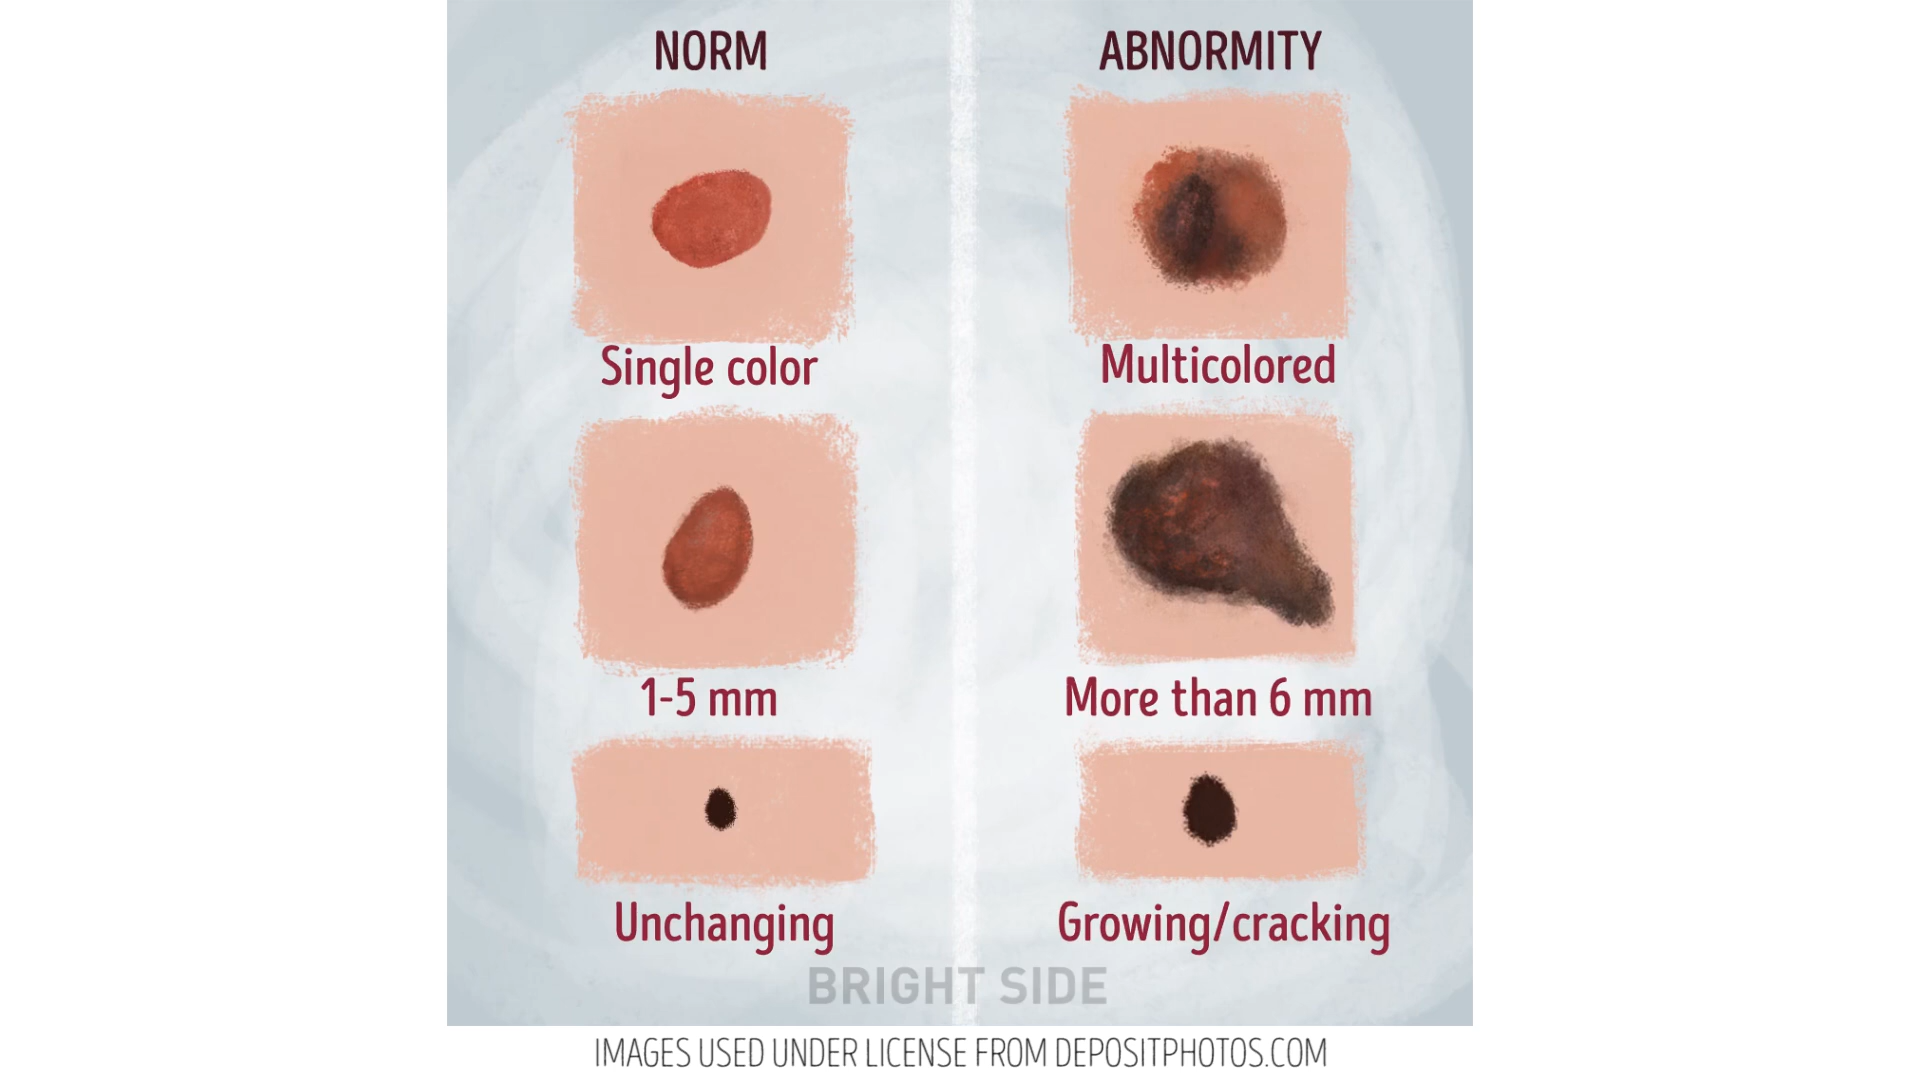 NORM
ABNORMITY
Single color
Multicolored
1-5 mm
More than 6 mm
Unchanging
Growing/cracking
BRIGHT SIDE
IMAGES USED UNDER LICENSE FROM DEPOSITPHOTOS.COM